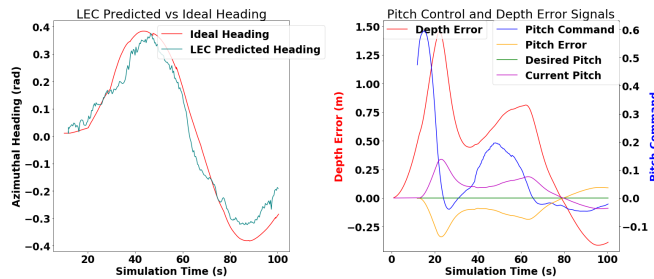 LEC Predicted vs Ideal Heading
Ideal Heading
LEC Predicted Heading
Azimuthal Heading (rad)
0.4
0.3
0.2
0.1
0.0
−0.1
−0.2
−0.3
−0.4
0
20
40
60
80
100
Simulation Time (s)
Pitch Control and Depth Error Signals
Depth Error
Pitch Command
Pitch Error
Desired Pitch
Current Pitch
Depth Error (m)
1.50
1.25
1.00
0.75
0.50
0.25
0.00
−0.25
0
20
40
60
80
100
Simulation Time (s)
0.6
0.5
0.4
0.3
0.2
0.1
0.0
−0.1
Pitch Command